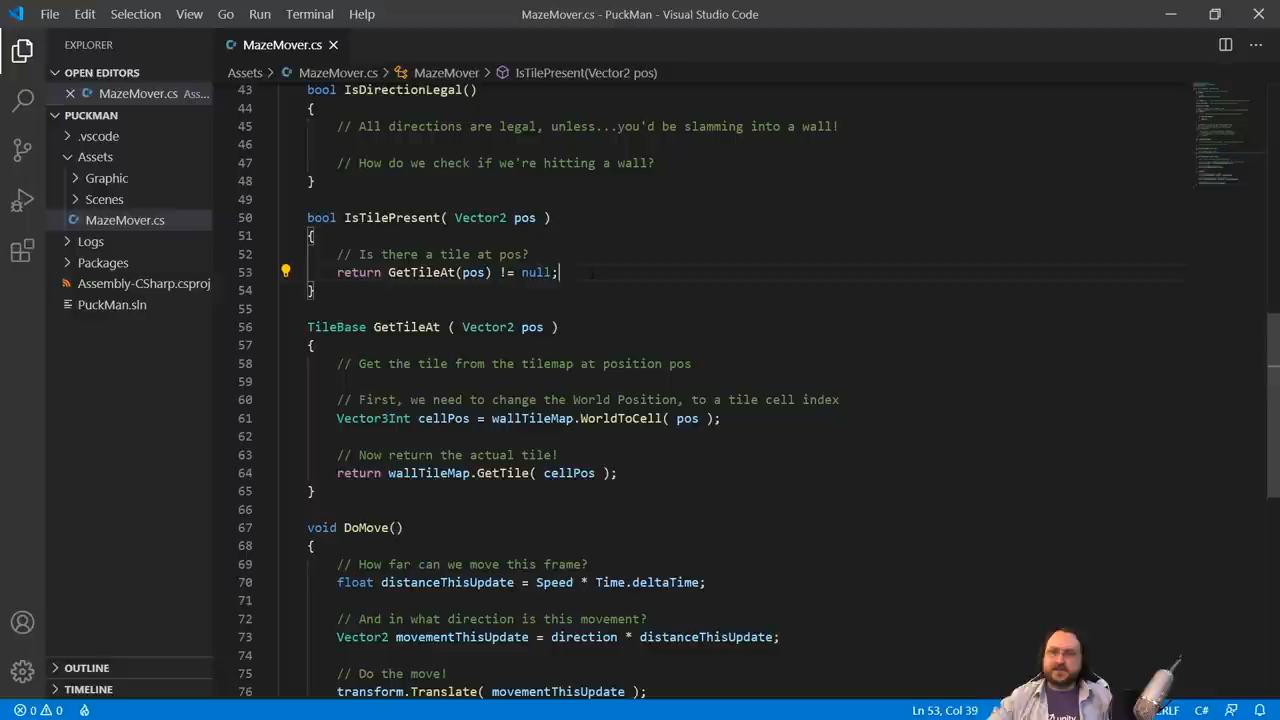 File Edit Selection View Go Run Terminal Help
MazeMover.cs - PuckMan - Visual Studio Code
EXPLORER
OPEN EDITORS
MazeMover.cs Ass...
PUCKMAN
.vscode
Assets
Graphic
Scenes
MazeMover.cs
Logs
Packages
Assembly-CSharp.csproj
PuckMan.sln
OUTLINE
TIMELINE
MazeMover.cs
Assets > MazeMover.cs > MazeMover > IsTilePresent(Vector2 pos)
43 bool IsDirectionLegal()
44 {
45 // All directions are legal, unless...you'd be slamming into a wall!
46
47 // How do we check if we're hitting a wall?
48 }
49
50 bool IsTilePresent( Vector2 pos )
51 {
52 // Is there a tile at pos?
53 return GetTileAt(pos) != null;
54 }
55
56 TileBase GetTileAt ( Vector2 pos )
57 {
58 // Get the tile from the tilemap at position pos
59
60 // First, we need to change the World Position, to a tile cell index
61 Vector3Int cellPos = wallTileMap.WorldToCell( pos );
62
63 // Now return the actual tile!
64 return wallTileMap.GetTile( cellPos );
65 }
66
67 void DoMove()
68 {
69 // How far can we move this frame?
70 float distanceThisUpdate = Speed * Time.deltaTime;
71
72 // And in what direction is this movement?
73 Vector2 movementThisUpdate = direction * distanceThisUpdate;
74
75 // Do the move!
76 transform.Translate( movementThisUpdate );
unity
0 0
Ln 53, Col 39
CRLF
C#